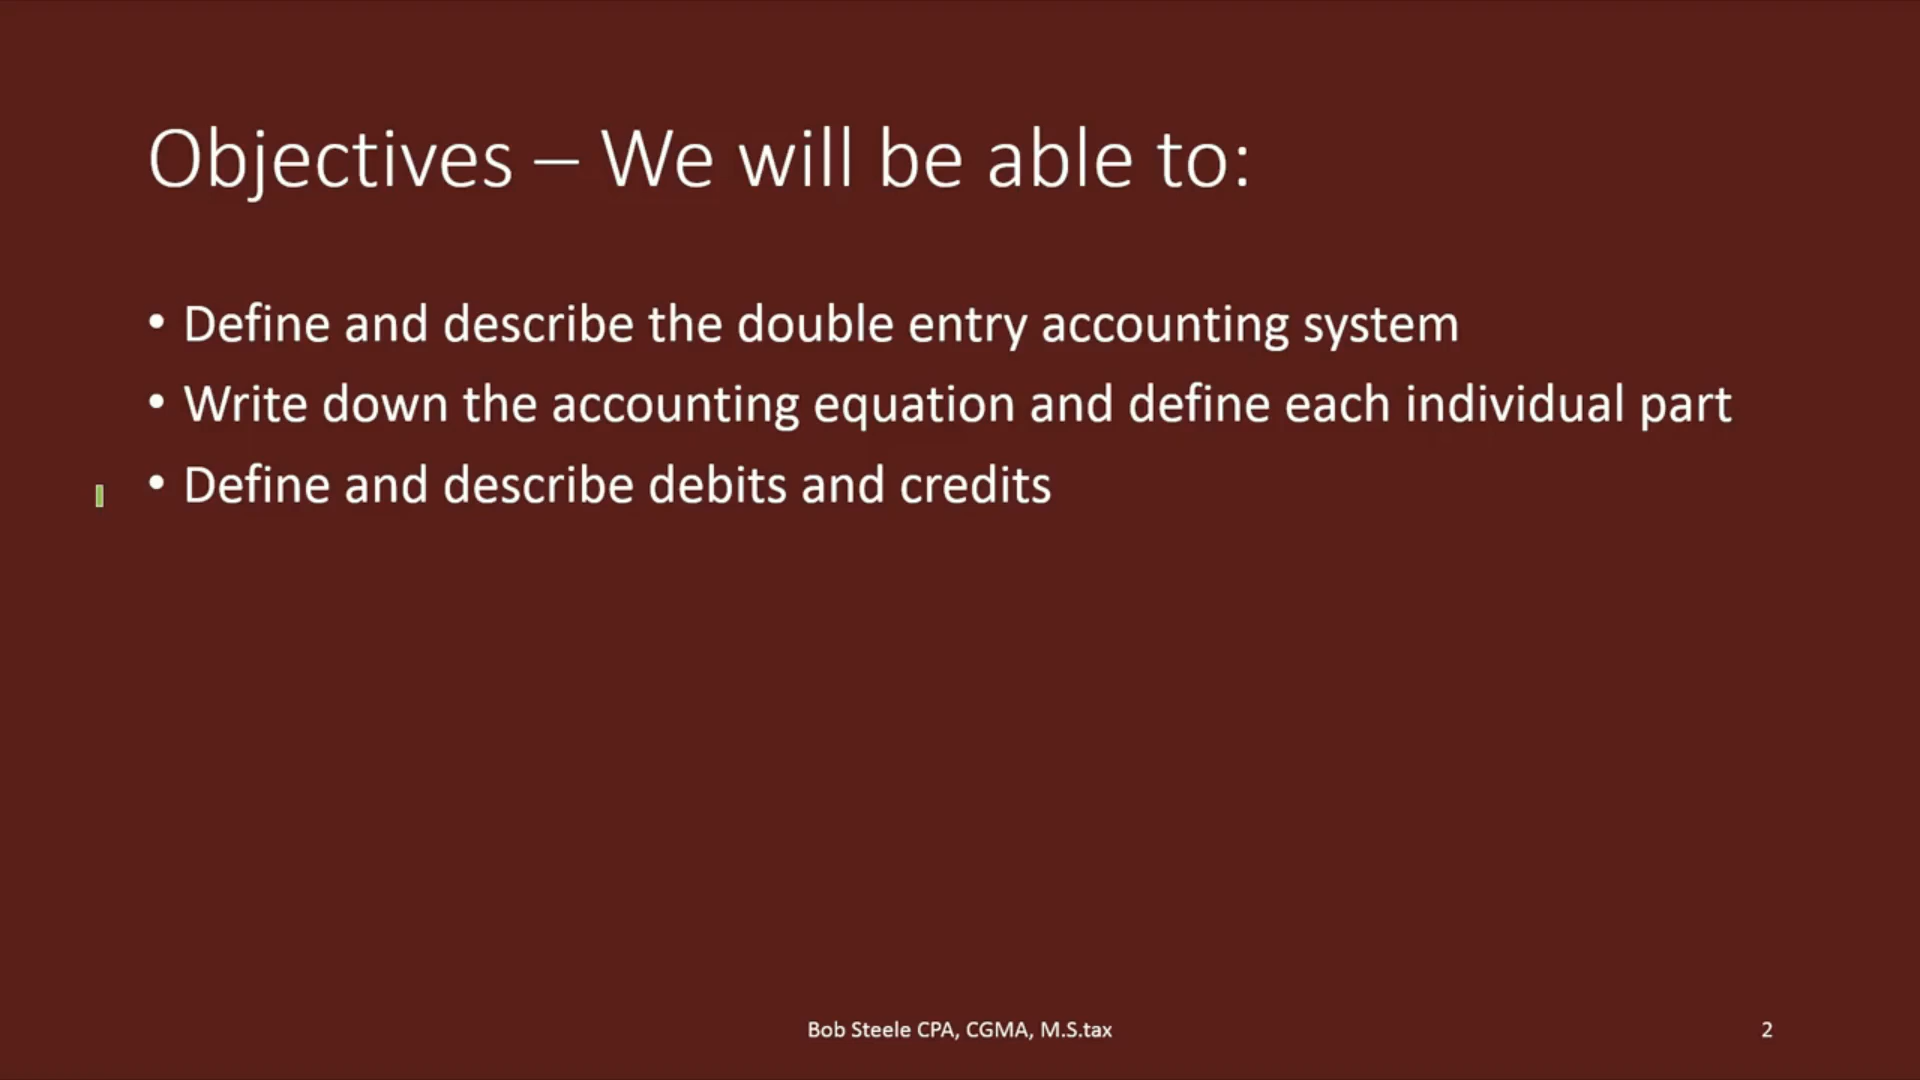 Objectives – We will be able to:
• Define and describe the double entry accounting system
• Write down the accounting equation and define each individual part
• Define and describe debits and credits
Bob Steele CPA, CGMA, M.S.tax
2